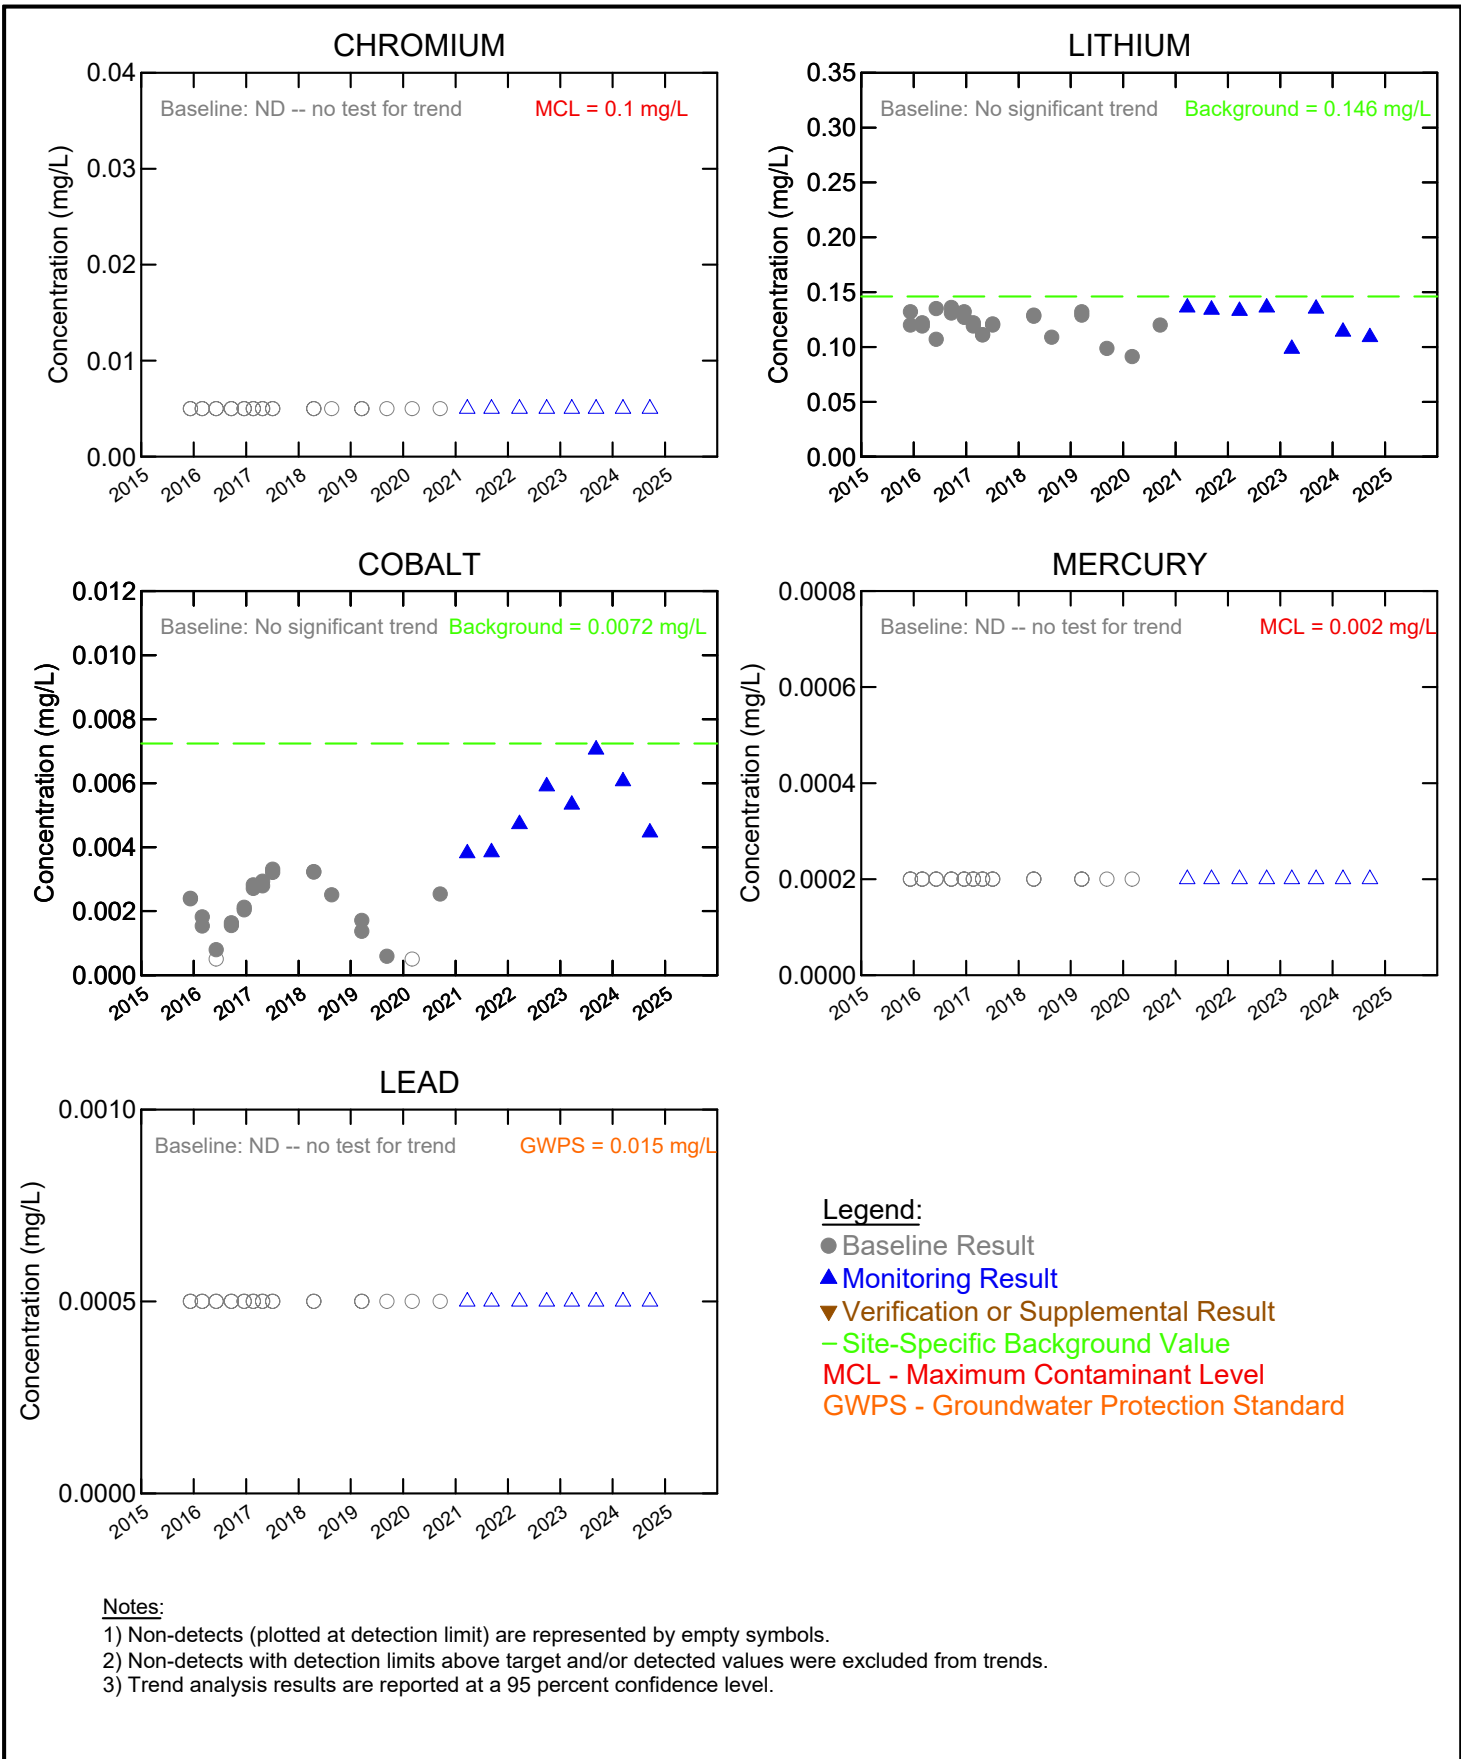 CHROMIUM
Baseline: ND -- no test for trend
MCL = 0.1 mg/L
Concentration (mg/L)
0.04
0.03
0.02
0.01
0.00
2015 2016 2017 2018 2019 2020 2021 2022 2023 2024 2025
LITHIUM
Baseline: No significant trend
Background = 0.146 mg/L
Concentration (mg/L)
0.35
0.30
0.25
0.20
0.15
0.10
0.05
0.00
2015 2016 2017 2018 2019 2020 2021 2022 2023 2024 2025
COBALT
Baseline: No significant trend
Background = 0.0072 mg/L
Concentration (mg/L)
0.012
0.010
0.008
0.006
0.004
0.002
0.000
2015 2016 2017 2018 2019 2020 2021 2022 2023 2024 2025
MERCURY
Baseline: ND -- no test for trend
MCL = 0.002 mg/L
Concentration (mg/L)
0.0008
0.0006
0.0004
0.0002
0.0000
2015 2016 2017 2018 2019 2020 2021 2022 2023 2024 2025
LEAD
Baseline: ND -- no test for trend
GWPS = 0.015 mg/L
Concentration (mg/L)
0.0010
0.0005
0.0000
2015 2016 2017 2018 2019 2020 2021 2022 2023 2024 2025
Legend:
Baseline Result
Monitoring Result
Verification or Supplemental Result
Site-Specific Background Value
MCL - Maximum Contaminant Level
GWPS - Groundwater Protection Standard
Notes:
1) Non-detects (plotted at detection limit) are represented by empty symbols.
2) Non-detects with detection limits above target and/or detected values were excluded from trends.
3) Trend analysis results are reported at a 95 percent confidence level.